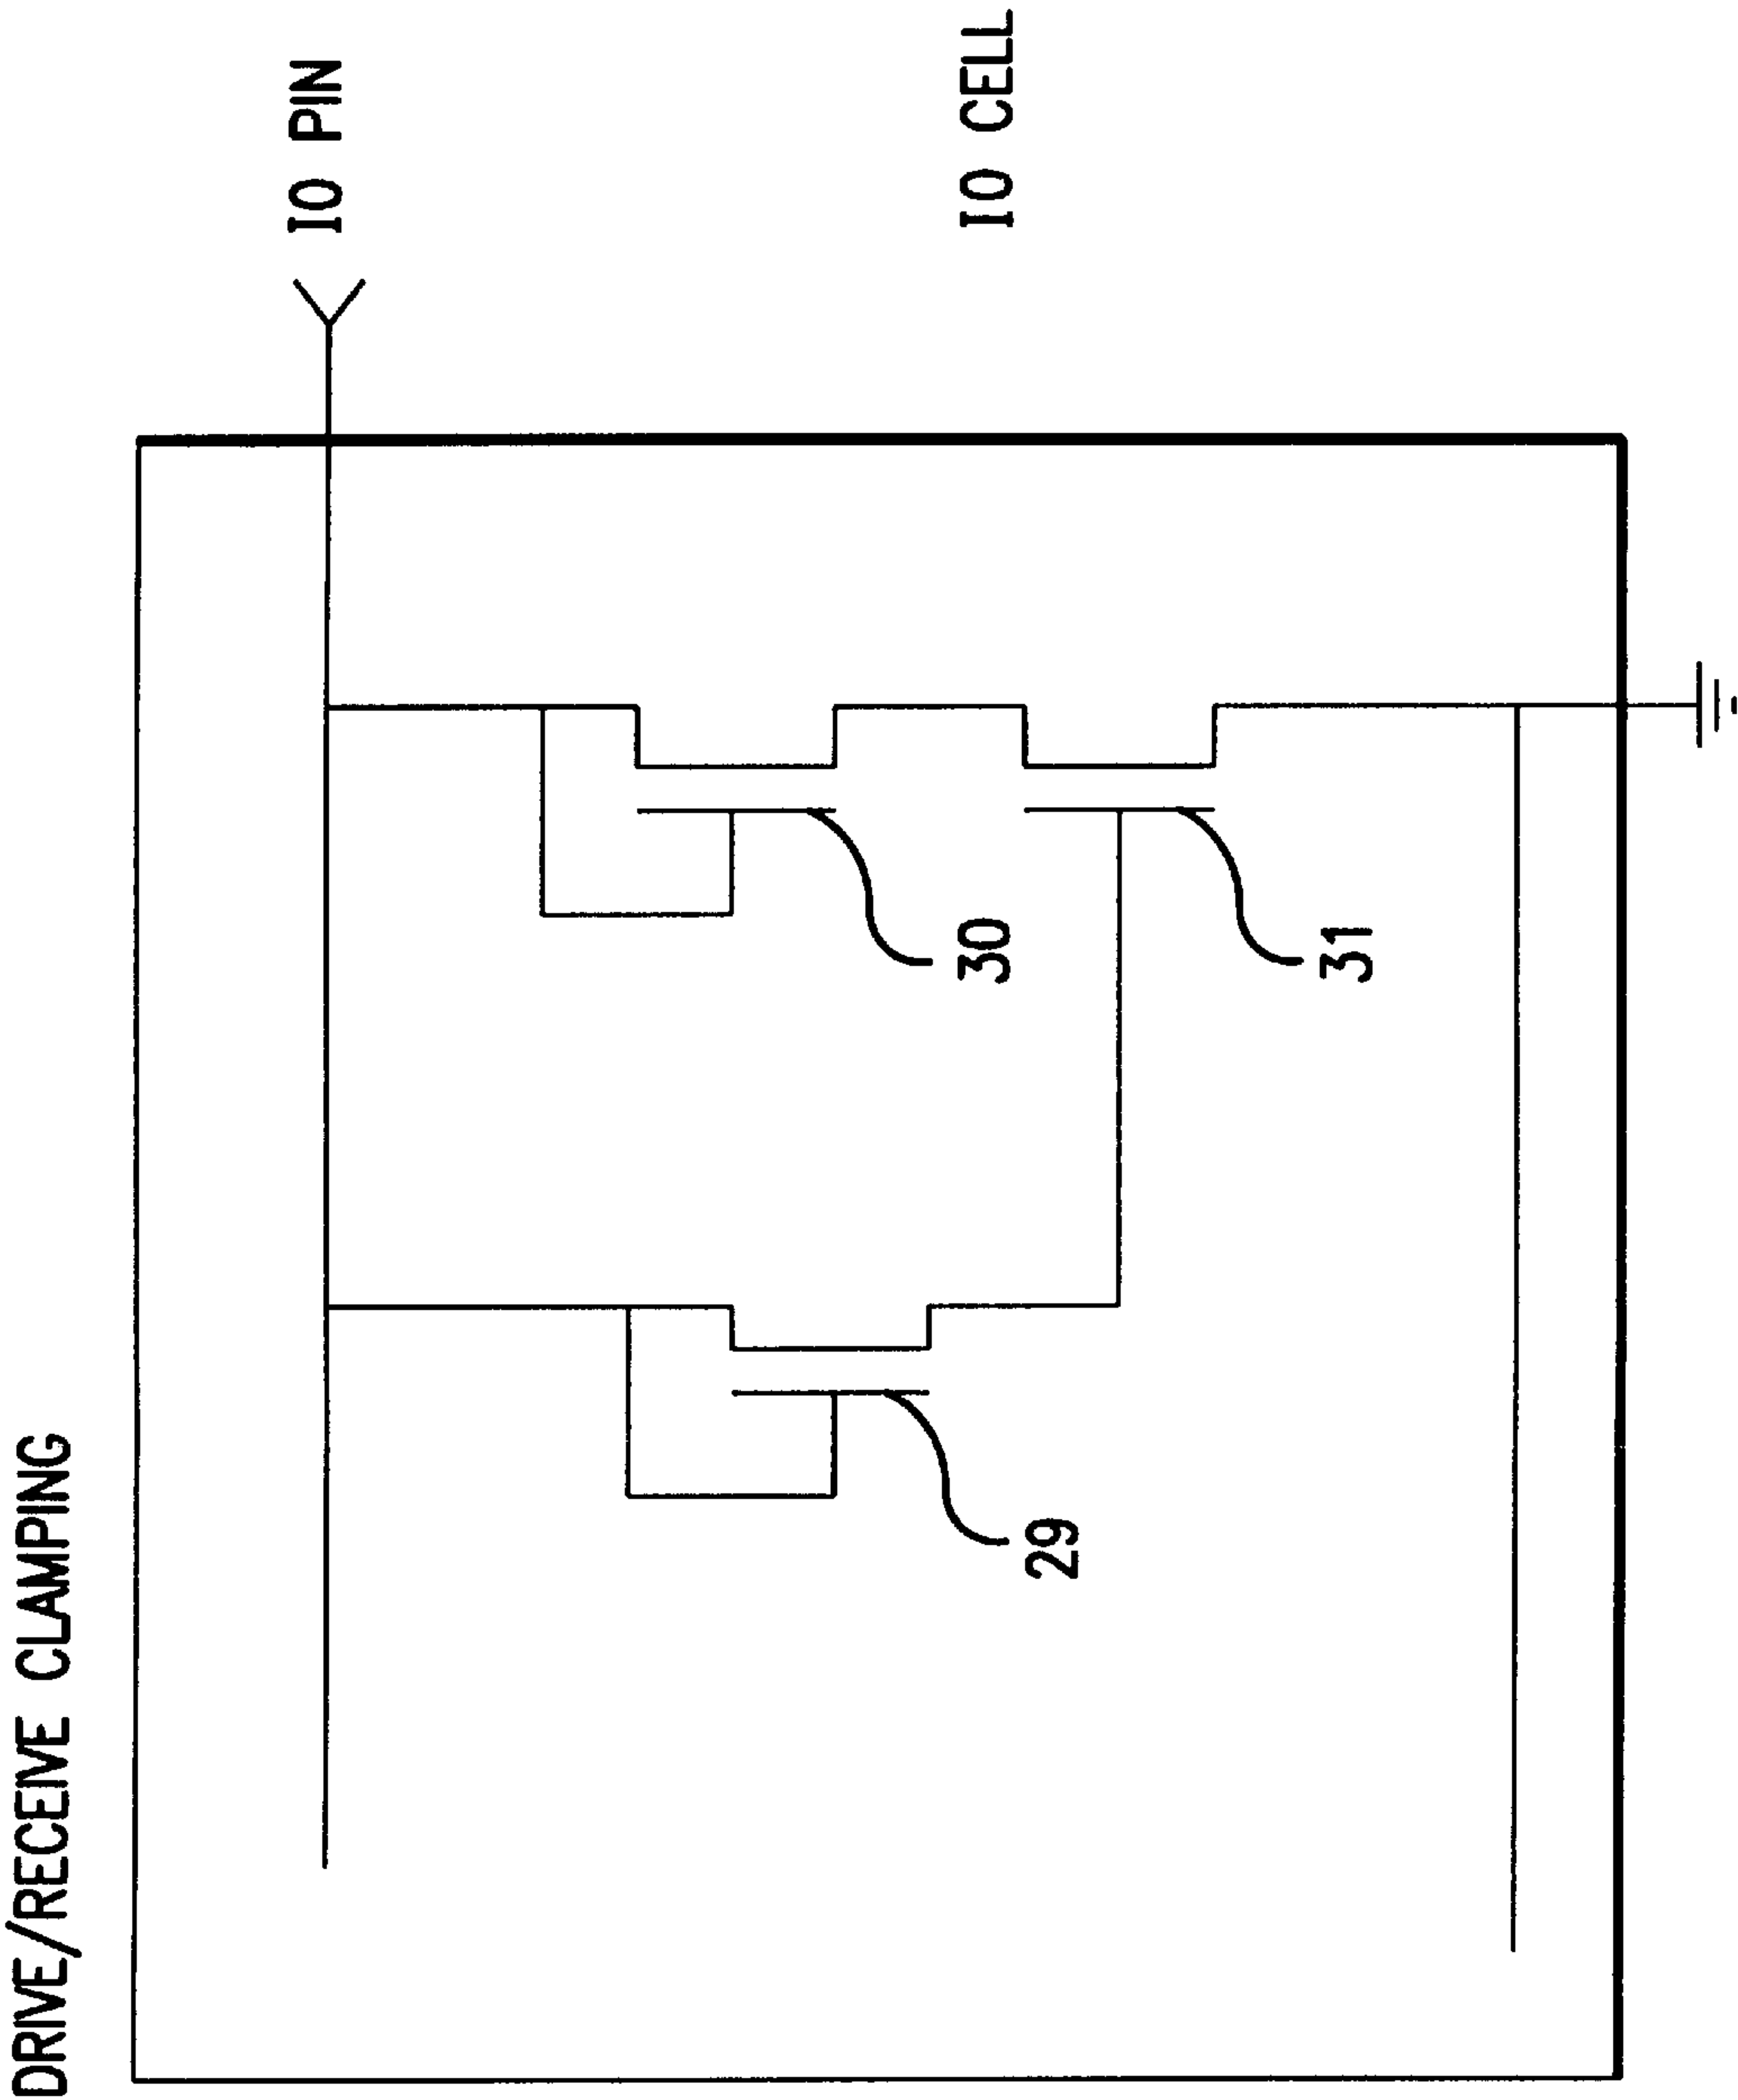 DRIVE/RECEIVE CLAMPING
IO PIN
IO CELL
30
31
29